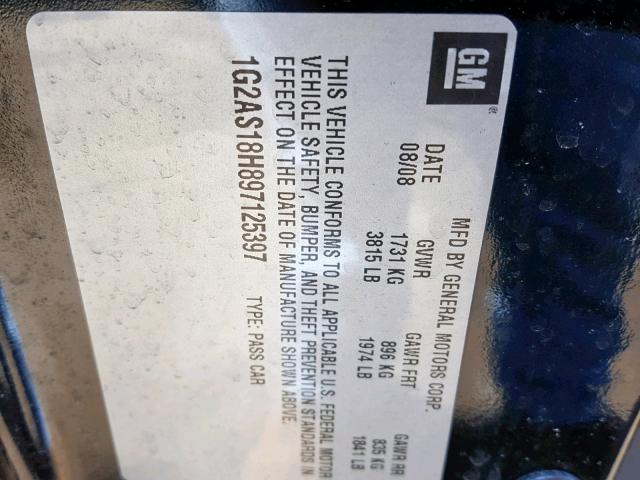 GM
MFD BY GENERAL MOTORS CORP.
DATE GVWR GAWR FRT GAWR RR
08/08 1731 KG 896 KG 835 KG
3815 LB 1974 LB 1841 LB
THIS VEHICLE CONFORMS TO ALL APPLICABLE U.S. FEDERAL MOTOR
VEHICLE SAFETY, BUMPER, AND THEFT PREVENTION STANDARDS IN
EFFECT ON THE DATE OF MANUFACTURE SHOWN ABOVE.
1G2AS18H897125397 TYPE: PASS CAR